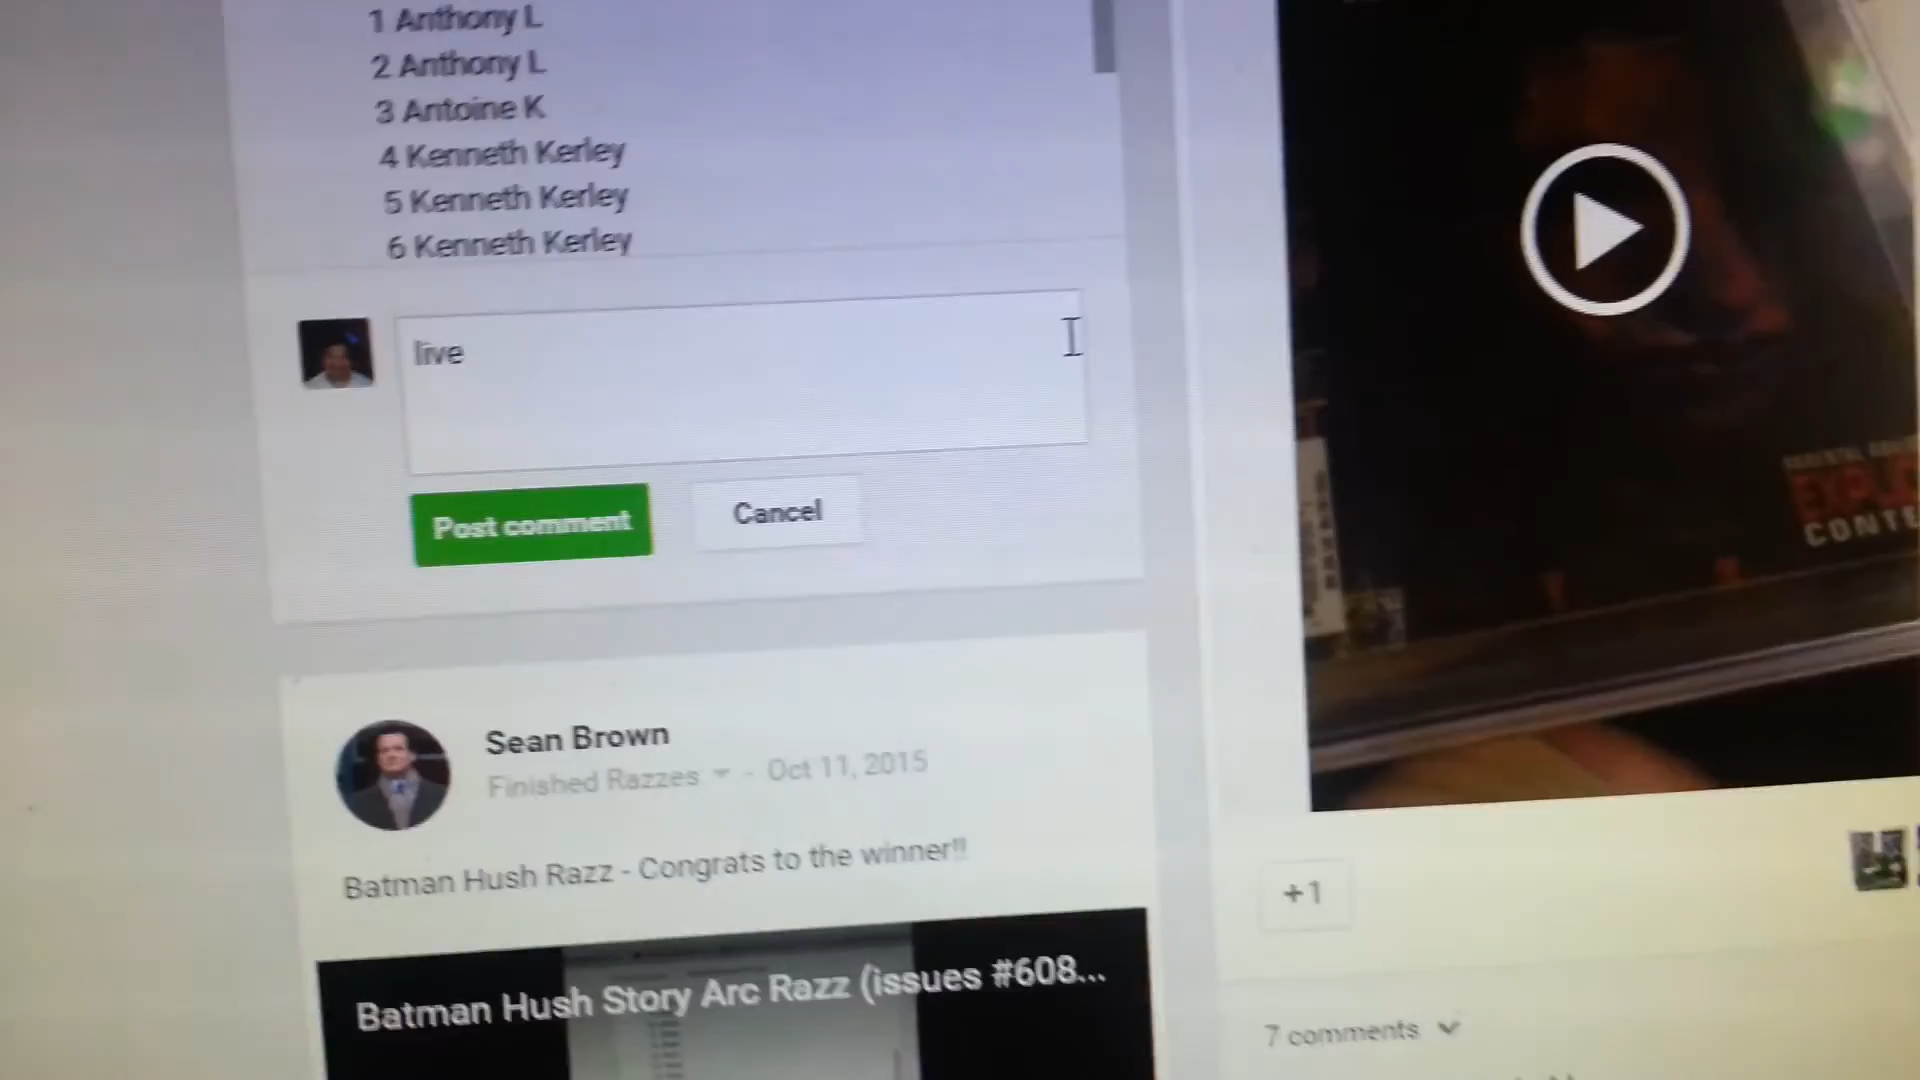 1 Anthony L
2 Anthony L
3 Antoine K
4 Kenneth Kerley
5 Kenneth Kerley
6 Kenneth Kerley
live
Post comment
Cancel
Sean Brown
Finished Razzes - Oct 11, 2015
Batman Hush Razz - Congrats to the winner!!
Batman Hush Story Arc Razz (issues #608...
CONTE
+1
7 comments